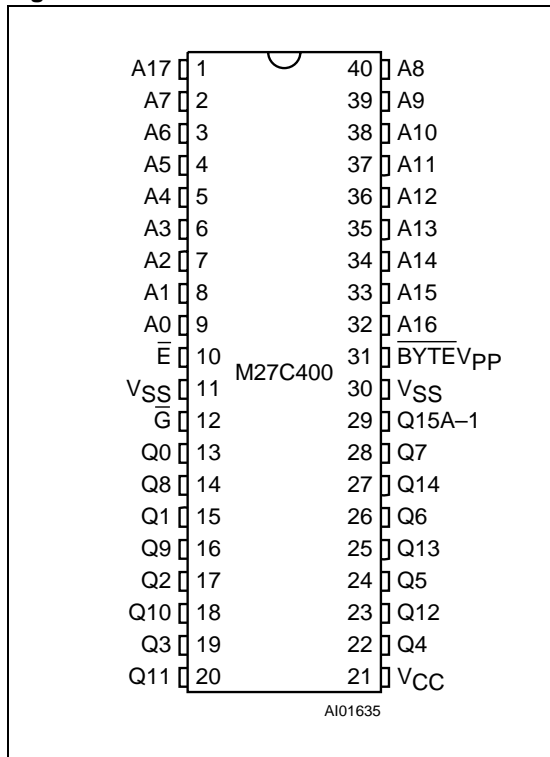 A17 1 40 A8
A7 2 39 A9
A6 3 38 A10
A5 4 37 A11
A4 5 36 A12
A3 6 35 A13
A2 7 34 A14
A1 8 33 A15
A0 9 32 A16
E̅ 10 31 B̅Y̅T̅E̅VPP
M27C400
VSS 11 30 VSS
G̅ 12 29 Q15A–1
Q0 13 28 Q7
Q8 14 27 Q14
Q1 15 26 Q6
Q9 16 25 Q13
Q2 17 24 Q5
Q10 18 23 Q12
Q3 19 22 Q4
Q11 20 21 VCC
AI01635